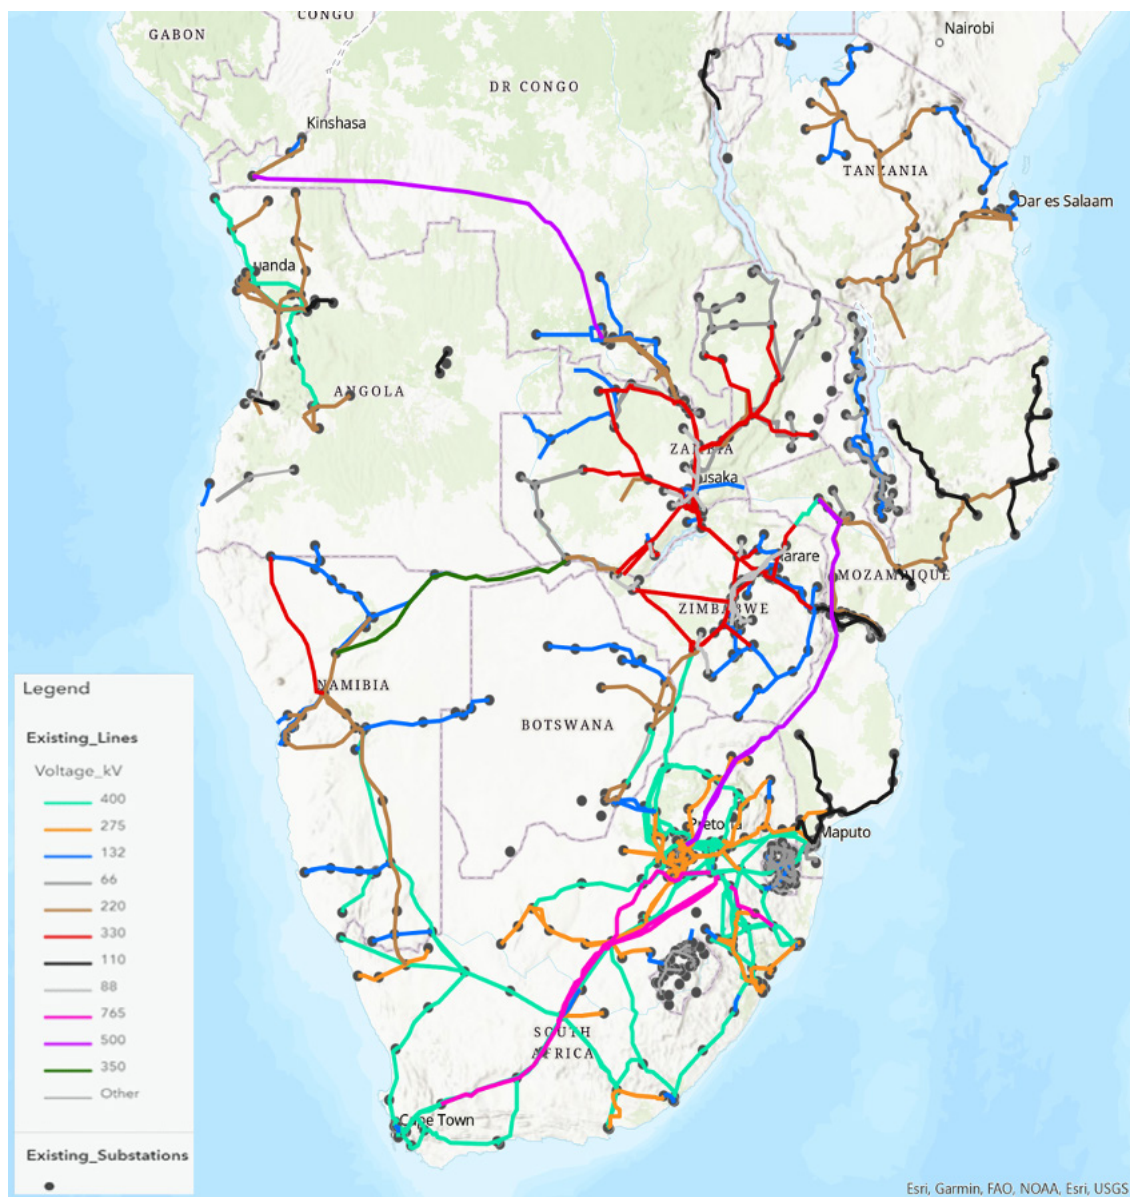 CONGO
GABON
Nairobi
DR CONGO
Kinshasa
TANZANIA
Dar es Salaam
uanda
ANGOLA
ZAMBIA
usaka
arare
MOZAMBIQUE
ZIMBABWE
NAMIBIA
BOTSWANA
Pretoria
Maputo
SOUTH
AFRICA
Cape Town
Legend
Existing_Lines
Voltage_kV
400
275
132
66
220
330
110
88
765
500
350
Other
Existing_Substations
Esri, Garmin, FAO, NOAA, Esri, USGS